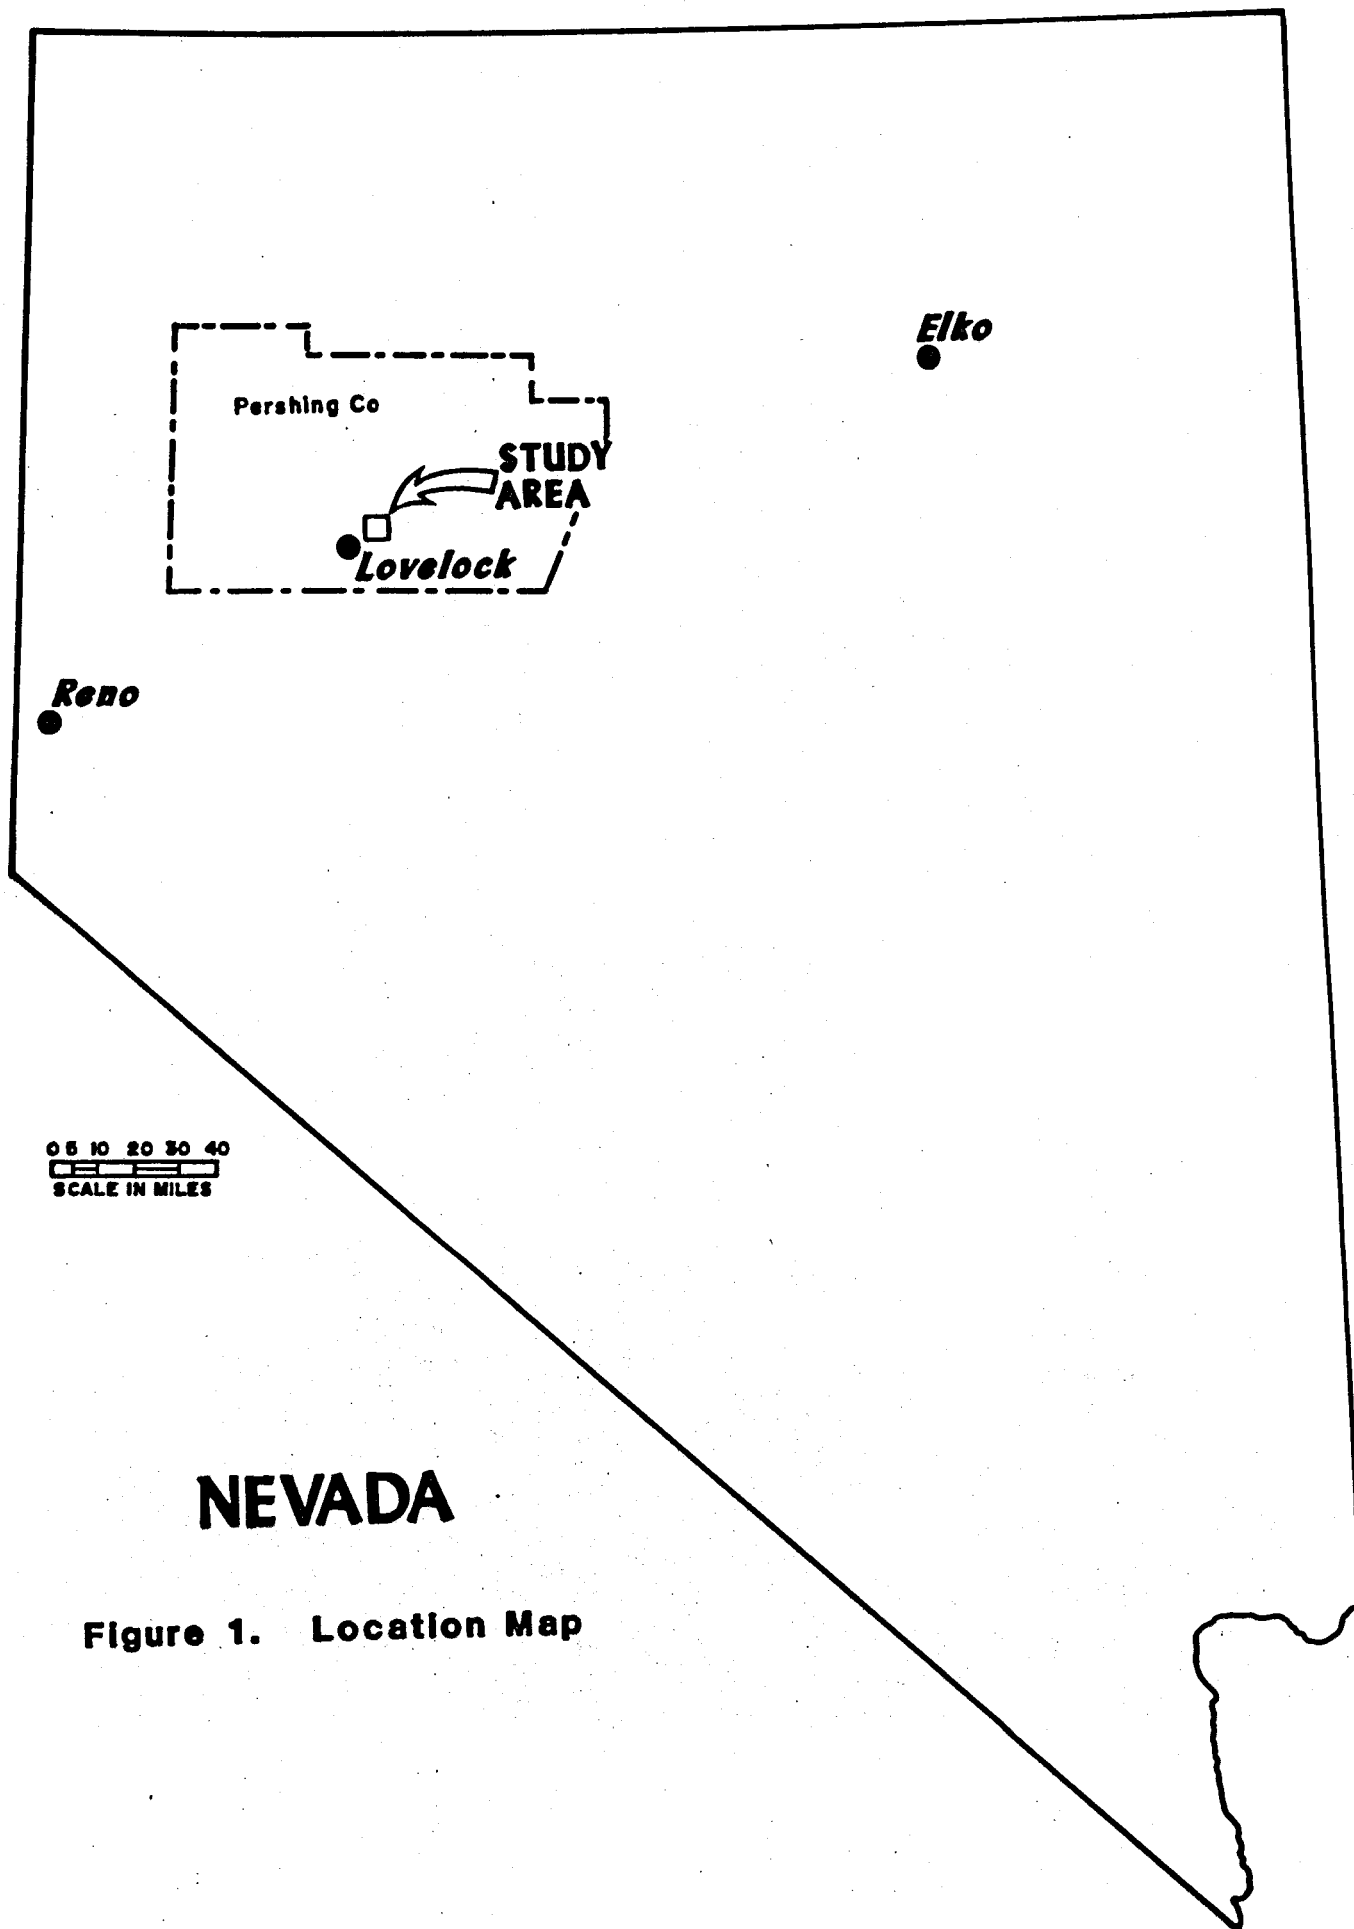 Elko
Pershing Co
STUDY
AREA
Lovelock
Reno
0 5 10 20 30 40
SCALE IN MILES
NEVADA
Figure 1. Location Map